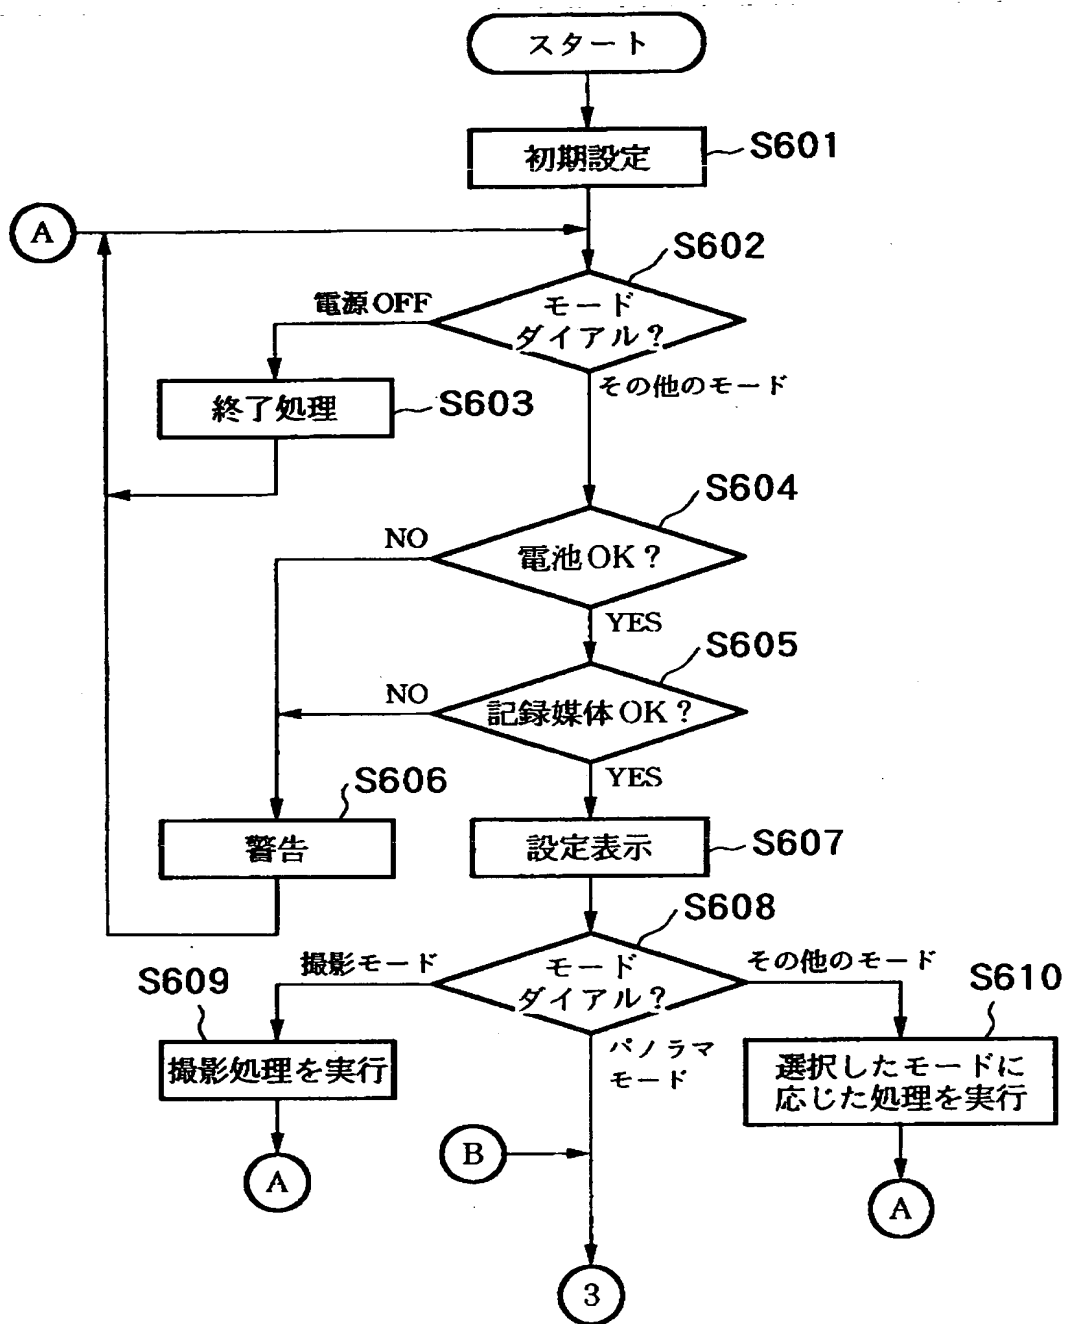 スタート
初期設定
S601
A
S602
電源OFF
モード
ダイアル?
その他のモード
終了処理
S603
S604
NO
電池OK?
YES
S605
NO
記録媒体OK?
YES
S606
警告
設定表示
S607
S608
撮影モード
モード
ダイアル?
その他のモード
S609
S610
撮影処理を実行
パノラマ
モード
選択したモードに
応じた処理を実行
B
A
A
3